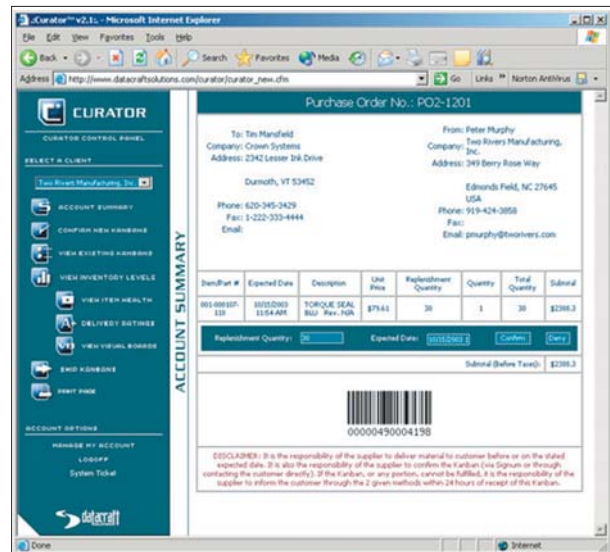 :.Curator™ v2.1:. - Microsoft Internet Explorer
File Edit View Favorites Tools Help
Back Search Favorites Media
Address http://www.datacraftsolutions.com/curator/curator_new.cfm Go Links » Norton AntiVirus
CURATOR
CURATOR CONTROL PANEL
SELECT A CLIENT
Two Rivers Manufacturing, Inc.
ACCOUNT SUMMARY
CONFIRM NEW KANBANS
VIEW EXISTING KANBANS
VIEW INVENTORY LEVELS
VIEW ITEM HEALTH
DELIVERY RATINGS
VIEW VISUAL BOARDS
SHIP KANBANS
PRINT PAGE
ACCOUNT OPTIONS
MANAGE MY ACCOUNT
LOGOFF
System Ticket
datacraft
ACCOUNT SUMMARY
Purchase Order No.: PO2-1201
To: Tim Mansfield
Company: Crown Systems
Address: 2342 Lesser Ink Drive
Durmoth, VT 53452
Phone: 620-345-3429
Fax: 1-222-333-4444
Email:
From: Peter Murphy
Company: Two Rivers Manufacturing,
Inc.
Address: 349 Berry Rose Way
Edmonds Field, NC 27645
USA
Phone: 919-424-3858
Fax:
Email: pmurphy@tworivers.com
Item/Part # Expected Date Description Unit Price Replenishment Quantity Quantity Total Quantity Subtotal
001-000107-110 10/15/2003 11:54 AM TORQUE SEAL BLU Rev. N/A $79.61 30 1 30 $2388.3
Replenishment Quantity: 30 Expected Date: 10/15/2003 1 Confirm Deny
Subtotal (Before Taxes): $2388.3
00000490004198
DISCLAIMER: It is the responsibility of the supplier to deliver material to customer before or on the stated
expected date. It is also the responsibility of the supplier to confirm the Kanban (via Signum or through
contacting the customer directly). If the Kanban, or any portion, cannot be fulfilled, it is the responsibility of the
supplier to inform the customer through the 2 given methods within 24 hours of receipt of this Kanban.
Done Internet